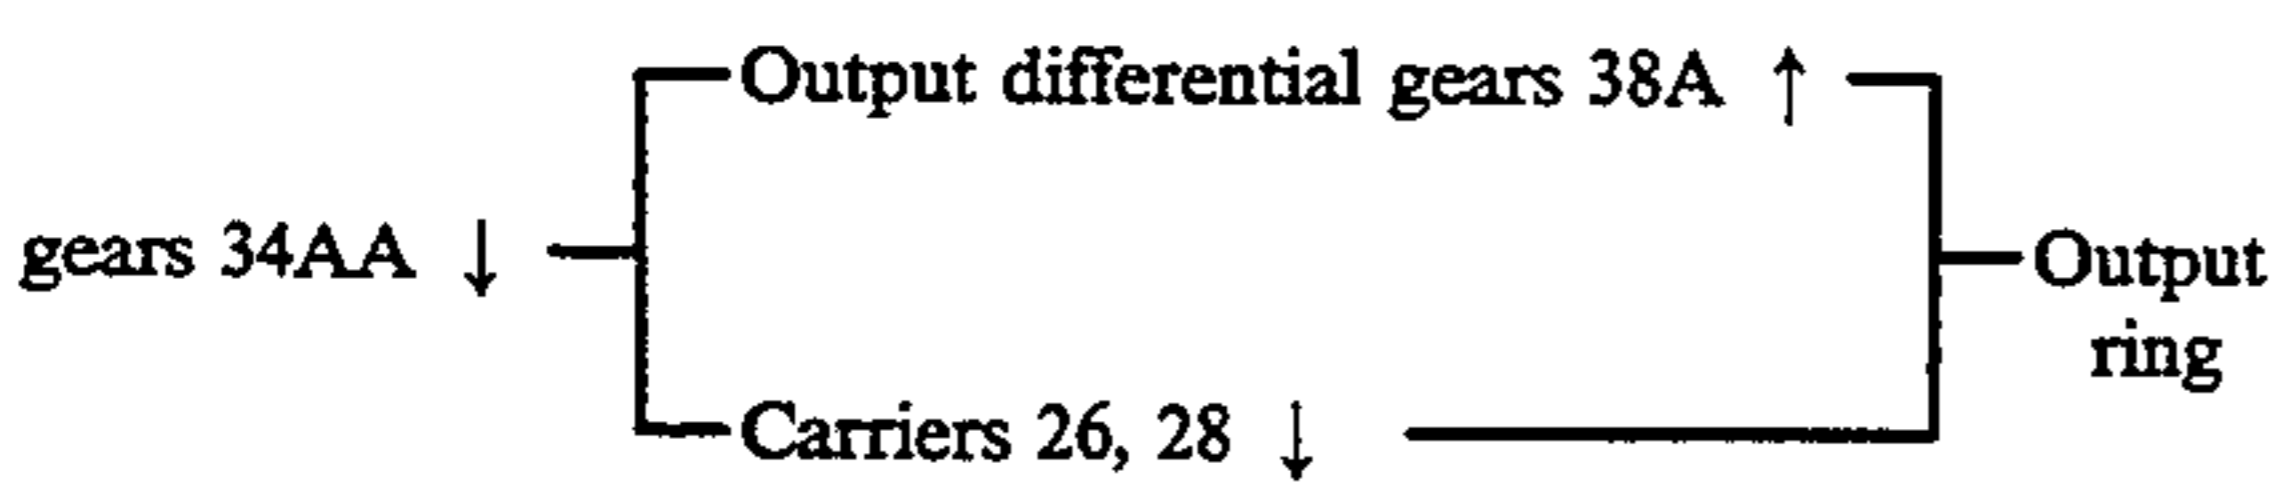 Output differential gears 38A ↑
gears 34AA ↓
Output
ring
Carriers 26, 28 ↓